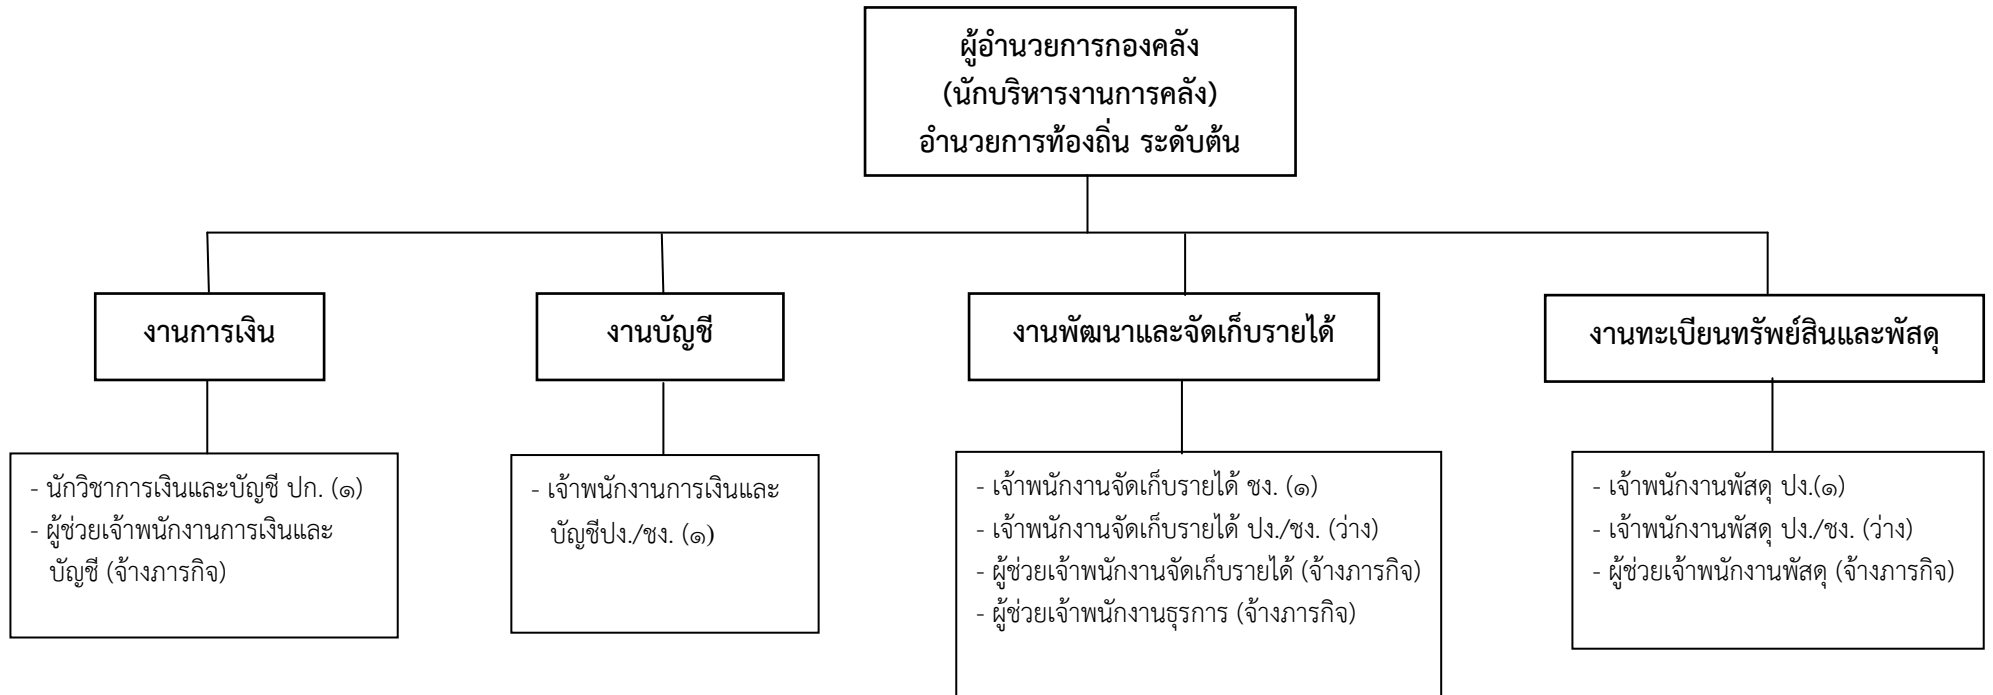 ผู้อำนวยการกองคลัง
(นักบริหารงานการคลัง)
อำนวยการท้องถิ่น ระดับต้น
งานการเงิน
งานบัญชี
งานพัฒนาและจัดเก็บรายได้
งานทะเบียนทรัพย์สินและพัสดุ
- นักวิชาการเงินและบัญชี ปก. (๑)
- ผู้ช่วยเจ้าพนักงานการเงินและ
บัญชี (จ้างภารกิจ)
- เจ้าพนักงานการเงินและ
บัญชีปง./ชง. (๑)
- เจ้าพนักงานจัดเก็บรายได้ ชง. (๑)
- เจ้าพนักงานจัดเก็บรายได้ ปง./ชง. (ว่าง)
- ผู้ช่วยเจ้าพนักงานจัดเก็บรายได้ (จ้างภารกิจ)
- ผู้ช่วยเจ้าพนักงานธุรการ (จ้างภารกิจ)
- เจ้าพนักงานพัสดุ ปง.(๑)
- เจ้าพนักงานพัสดุ ปง./ชง. (ว่าง)
- ผู้ช่วยเจ้าพนักงานพัสดุ (จ้างภารกิจ)